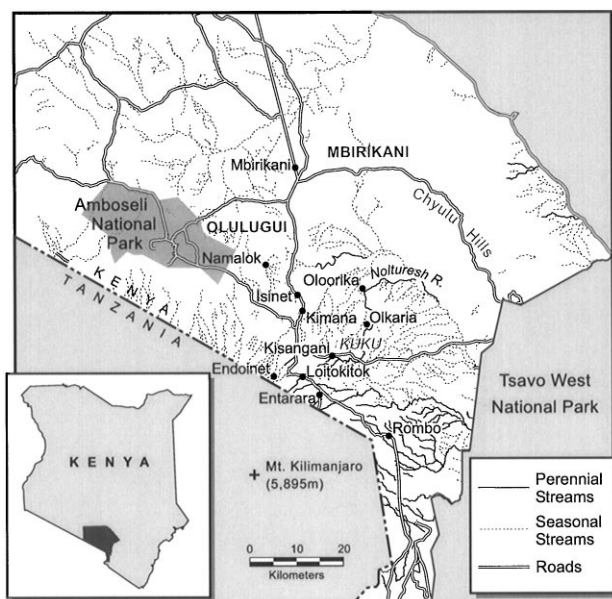 Mbirikani
MBIRIKANI
Chyulu Hills
Amboseli
National
Park
OLULUGUI
Namalok
Oloorika
Nolturesh R.
KENYA
TANZANIA
Isinet
Kimana
Olkaria
Kisangani
KUKU
Endoinet
Loitokitok
Entarara
Tsavo West
National Park
Rombo
KENYA
Mt. Kilimanjaro
(5,895m)
0 10 20
Kilometers
Perennial
Streams
Seasonal
Streams
Roads